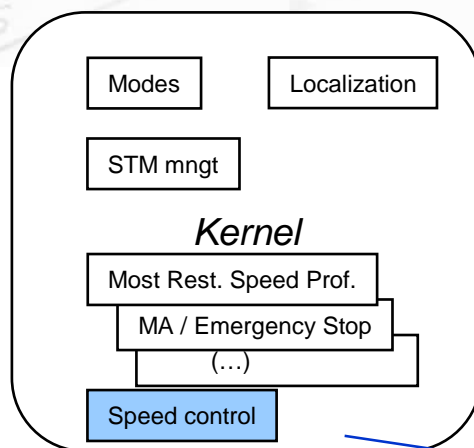 Modes
Localization
STM mngt
Kernel
Most Rest. Speed Prof.
MA / Emergency Stop
(...)
Speed control